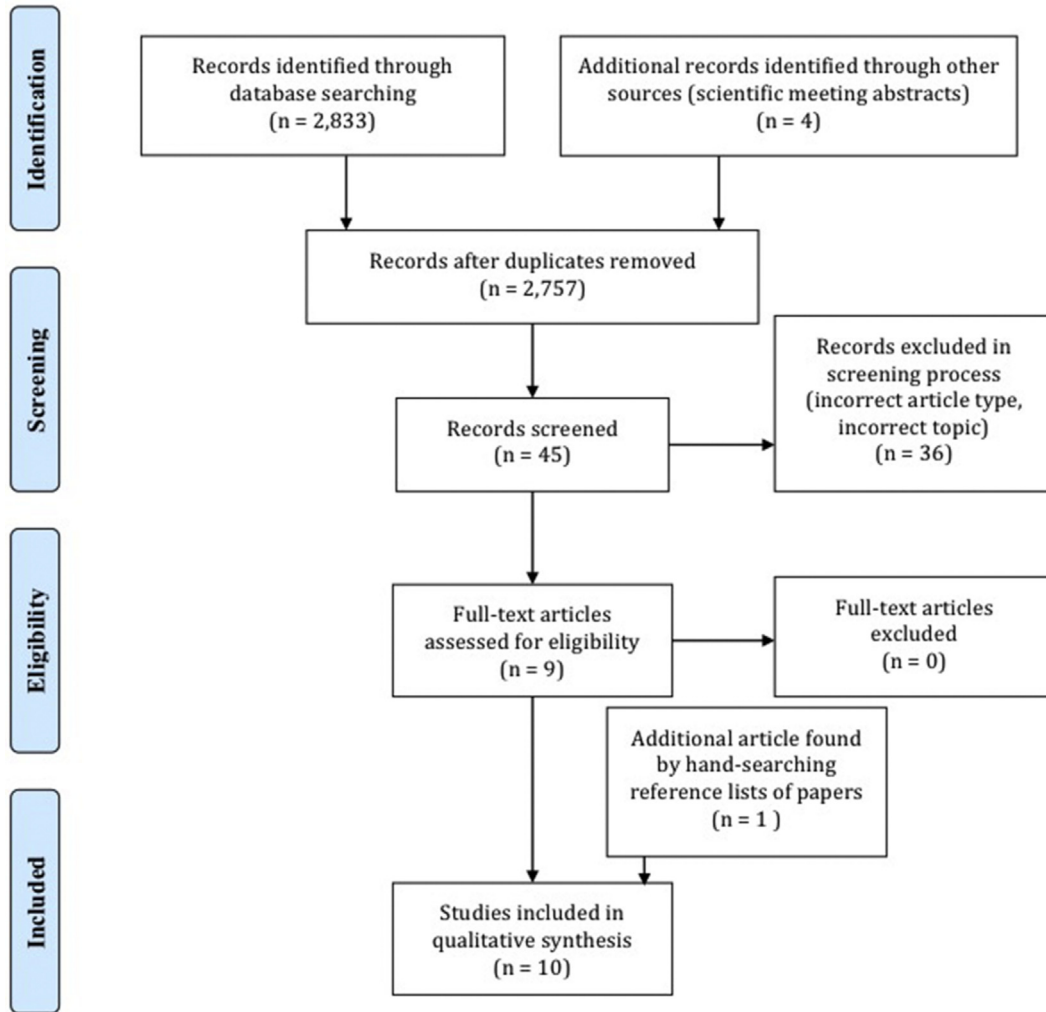 Identification
Records identified through
database searching
(n = 2,833)
Additional records identified through other
sources (scientific meeting abstracts)
(n = 4)
Records after duplicates removed
(n = 2,757)
Screening
Records screened
(n = 45)
Records excluded in
screening process
(incorrect article type,
incorrect topic)
(n = 36)
Eligibility
Full-text articles
assessed for eligibility
(n = 9)
Full-text articles
excluded
(n = 0)
Additional article found
by hand-searching
reference lists of papers
(n = 1 )
Included
Studies included in
qualitative synthesis
(n = 10)